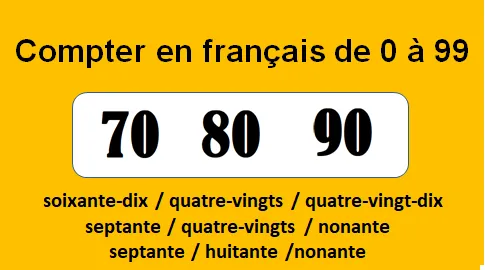 Compter en français de 0 à 99
70 80 90
soixante-dix / quatre-vingts / quatre-vingt-dix
septante / quatre-vingts / nonante
septante / huitante /nonante